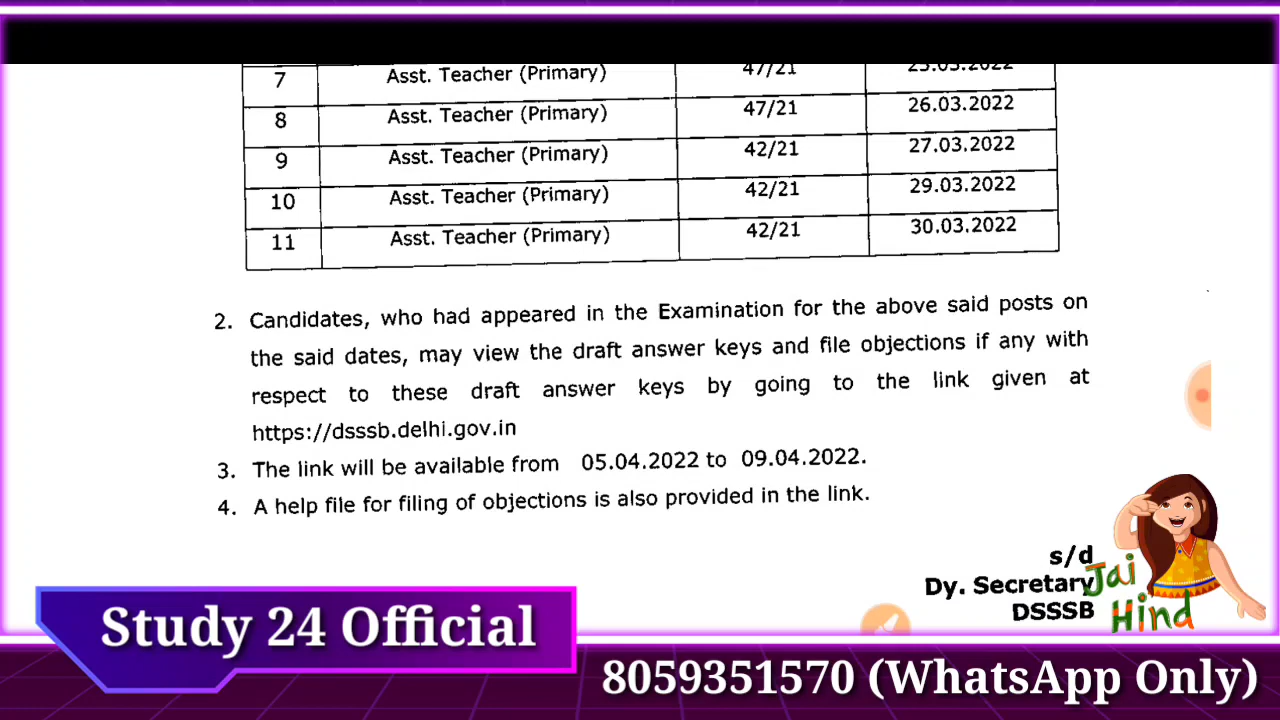 7 Asst. Teacher (Primary) 47/21 25.03.2022
8 Asst. Teacher (Primary) 47/21 26.03.2022
9 Asst. Teacher (Primary) 42/21 27.03.2022
10 Asst. Teacher (Primary) 42/21 29.03.2022
11 Asst. Teacher (Primary) 42/21 30.03.2022
2. Candidates, who had appeared in the Examination for the above said posts on
the said dates, may view the draft answer keys and file objections if any with
respect to these draft answer keys by going to the link given at
https://dsssb.delhi.gov.in
3. The link will be available from 05.04.2022 to 09.04.2022.
4. A help file for filing of objections is also provided in the link.
s/d
Dy. Secretary
DSSSB
Jai
Hind
Study 24 Official
8059351570 (WhatsApp Only)